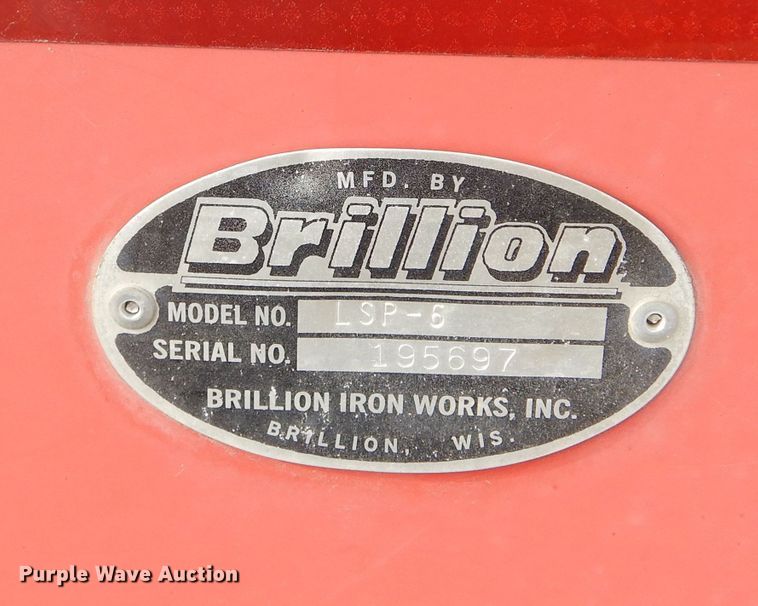 MFD. BY
Brillion
MODEL NO. LSP-6
SERIAL NO. 195697
BRILLION IRON WORKS, INC.
BRILLION, WIS.
Purple Wave Auction